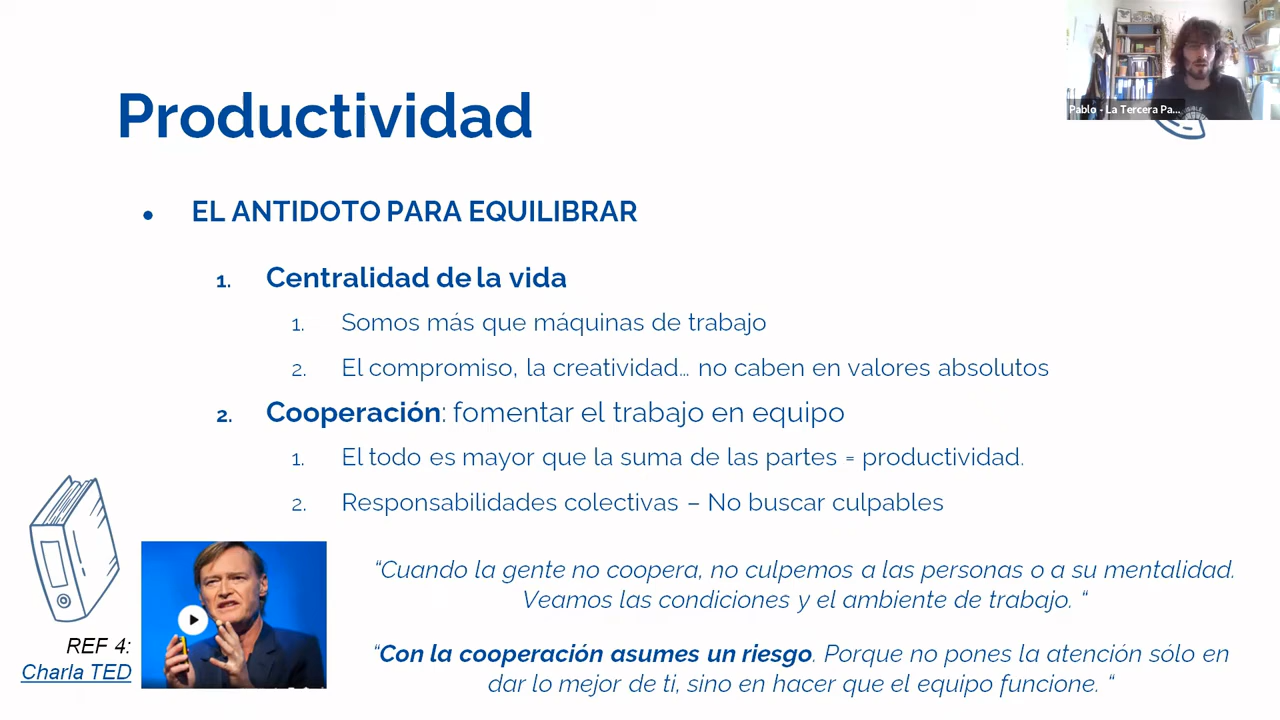 Productividad
Pablo - La Tercera Pa...
• EL ANTIDOTO PARA EQUILIBRAR
1. Centralidad de la vida
1. Somos más que máquinas de trabajo
2. El compromiso, la creatividad... no caben en valores absolutos
2. Cooperación: fomentar el trabajo en equipo
1. El todo es mayor que la suma de las partes = productividad.
2. Responsabilidades colectivas – No buscar culpables
“Cuando la gente no coopera, no culpemos a las personas o a su mentalidad.
Veamos las condiciones y el ambiente de trabajo. “
REF 4:
Charla TED
“Con la cooperación asumes un riesgo. Porque no pones la atención sólo en
dar lo mejor de ti, sino en hacer que el equipo funcione. “